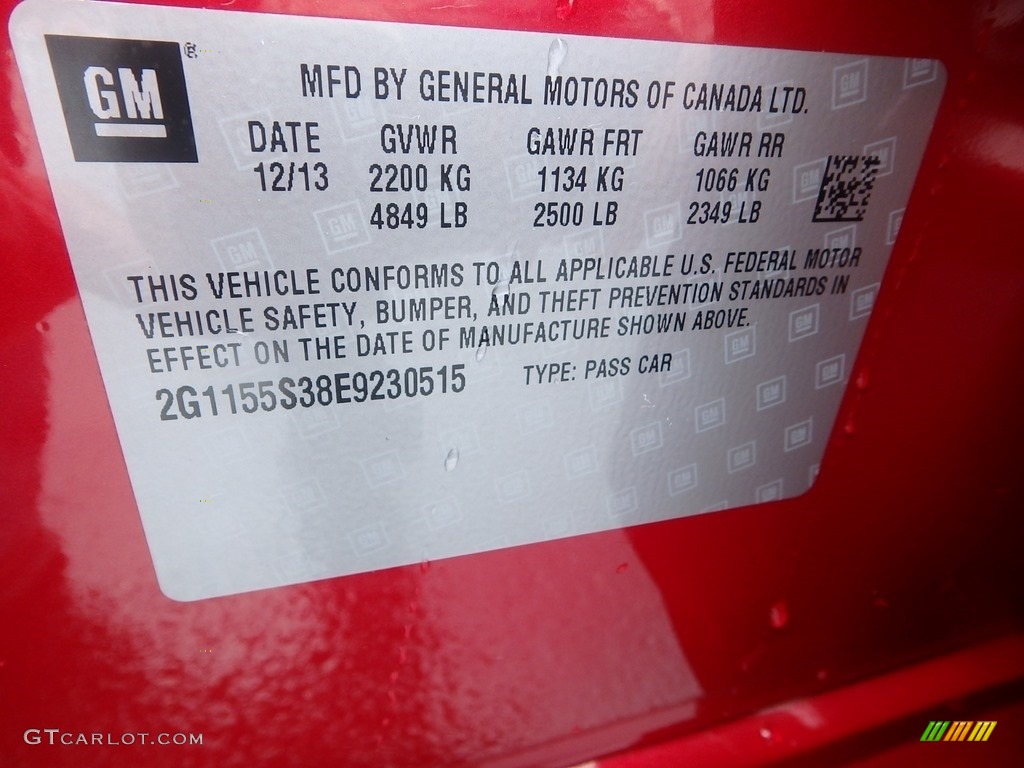 GM ®
MFD BY GENERAL MOTORS OF CANADA LTD.
DATE GVWR GAWR FRT GAWR RR
12/13 2200 KG 1134 KG 1066 KG
4849 LB 2500 LB 2349 LB
THIS VEHICLE CONFORMS TO ALL APPLICABLE U.S. FEDERAL MOTOR
VEHICLE SAFETY, BUMPER, AND THEFT PREVENTION STANDARDS IN
EFFECT ON THE DATE OF MANUFACTURE SHOWN ABOVE.
2G1155S38E9230515 TYPE: PASS CAR
GTCARLOT.COM